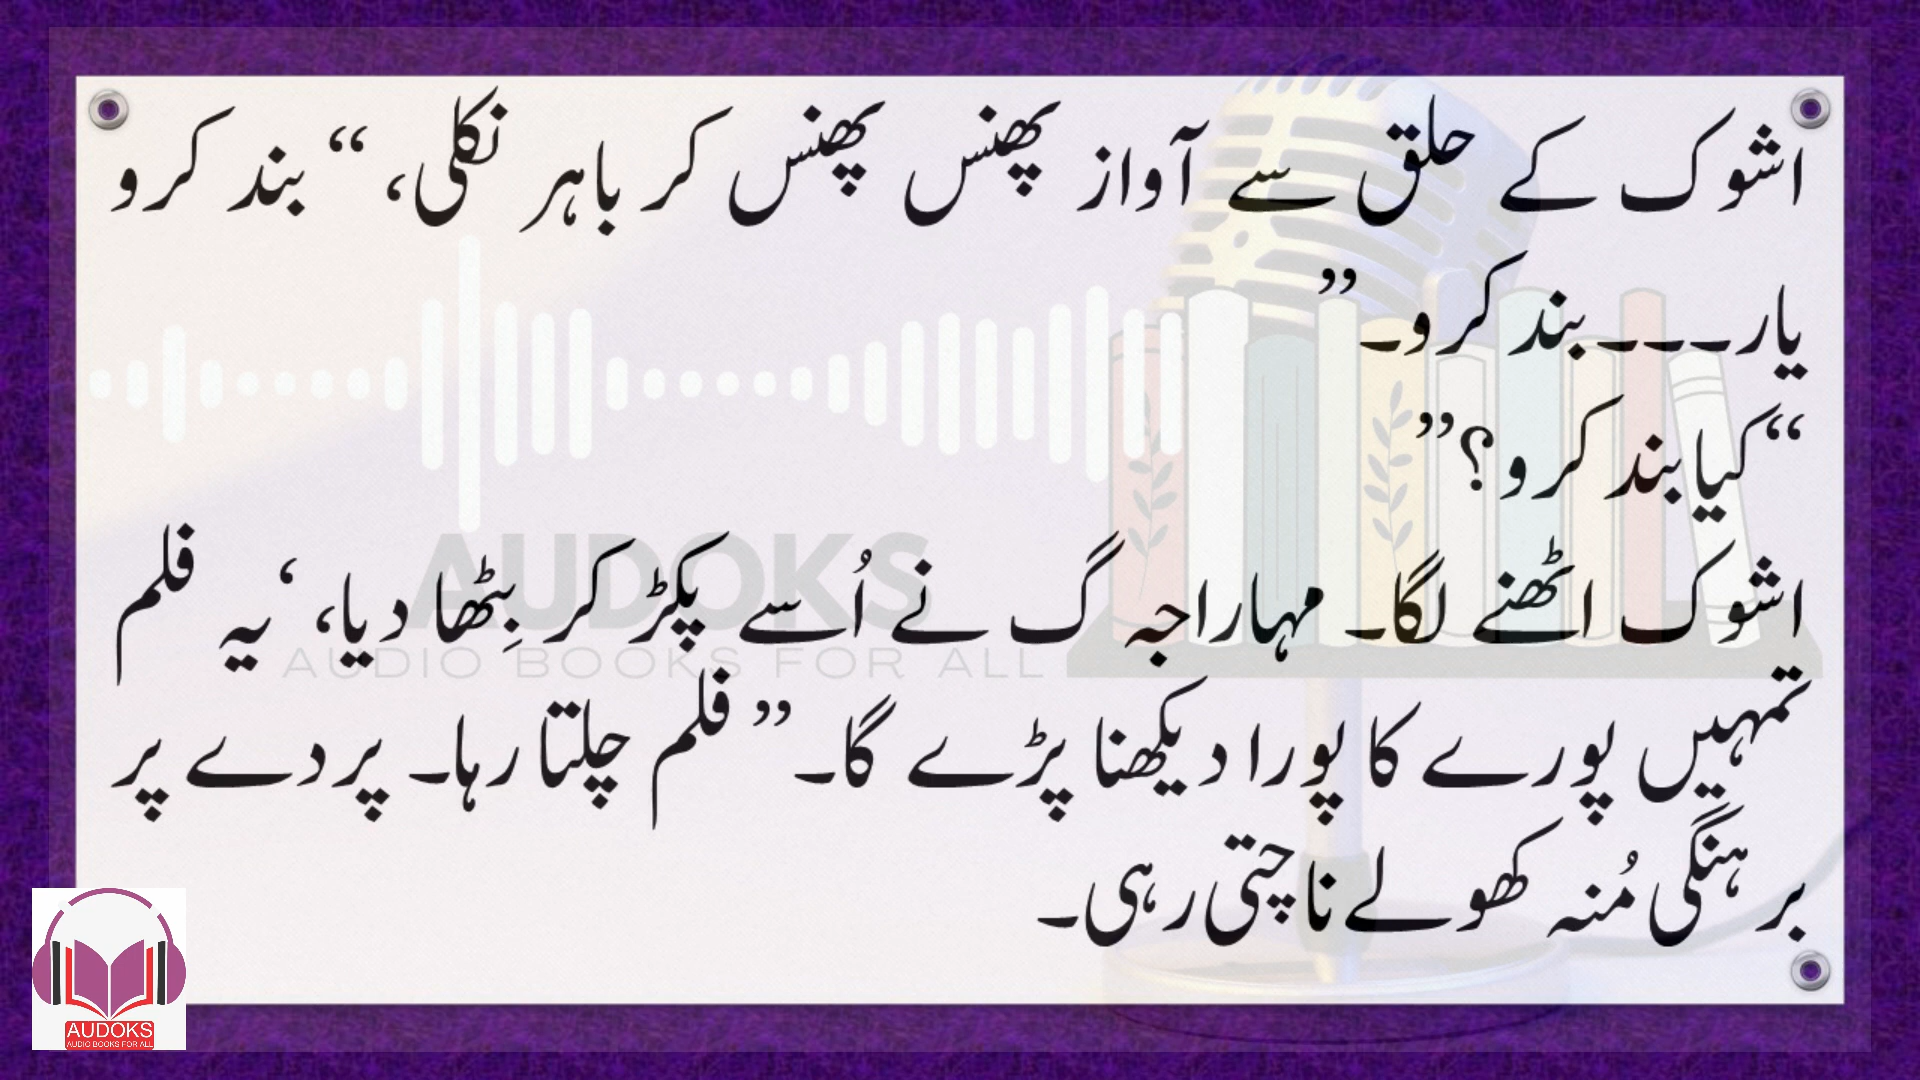 اشوک کے حلق سے آواز پھنس پھنس کر باہر نکلی، “بند کرو
یار۔۔۔ بند کرو۔”
“کیا بند کرو؟”
اشوک اٹھنے لگا۔ مہاراجہ گ نے اُسے پکڑ کر بِٹھا دیا، ‘یہ فلم
تمہیں پورے کا پورا دیکھنا پڑے گا۔” فلم چلتا رہا۔ پردے پر
برہنگی مُنہ کھولے ناچتی رہی۔
AUDOKS
AUDIO BOOKS FOR ALL
AUDOKS
AUDIO BOOKS FOR ALL